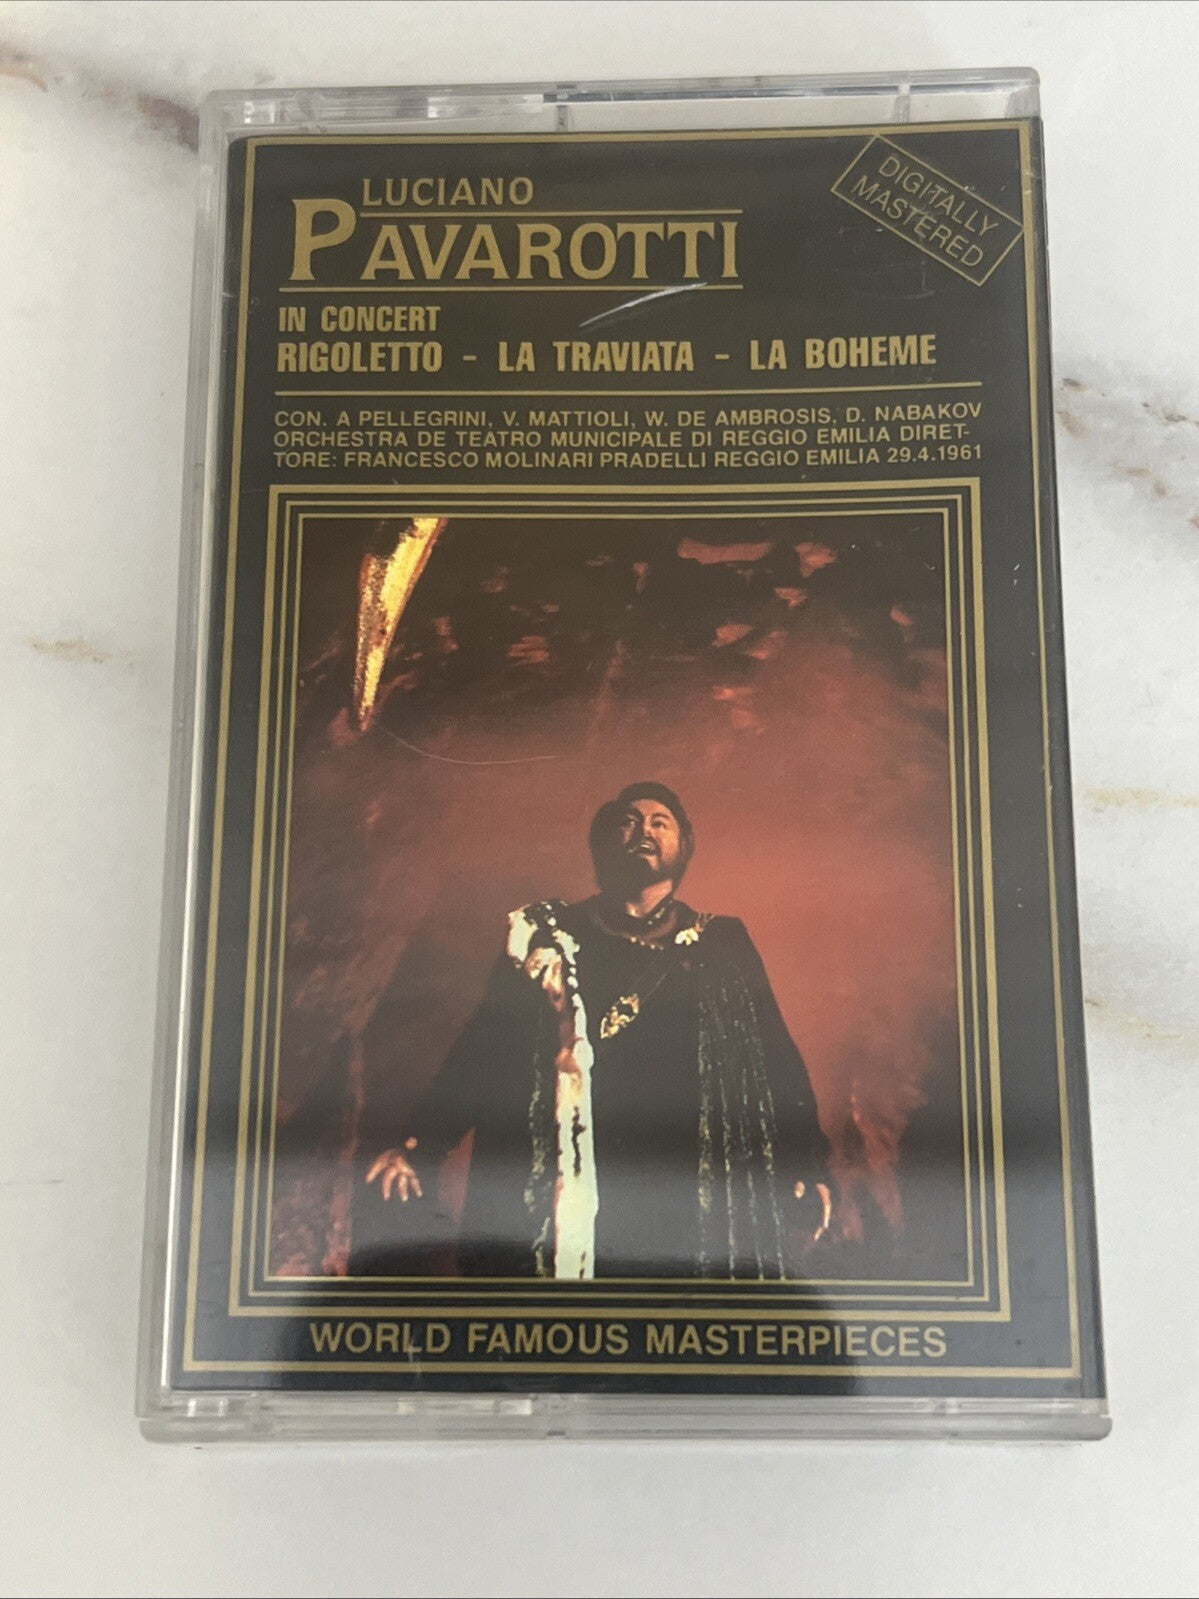 LUCIANO
PAVAROTTI
DIGITALLY
MASTERED
IN CONCERT
RIGOLETTO - LA TRAVIATA - LA BOHEME
CON. A PELLEGRINI, V. MATTIOLI, W. DE AMBROSIS, D. NABAKOV
ORCHESTRA DE TEATRO MUNICIPALE DI REGGIO EMILIA DIRET-
TORE: FRANCESCO MOLINARI PRADELLI REGGIO EMILIA 29.4.1961
WORLD FAMOUS MASTERPIECES